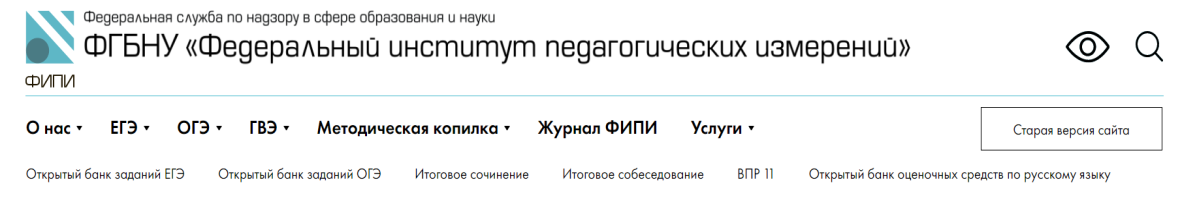 Федеральная служба по надзору в сфере образования и науки
ФГБНУ «Федеральный институт педагогических измерений»
ФИПИ
О нас ЕГЭ ОГЭ ГВЭ Методическая копилка Журнал ФИПИ Услуги Старая версия сайта
Открытый банк заданий ЕГЭ Открытый банк заданий ОГЭ Итоговое сочинение Итоговое собеседование ВПР 11 Открытый банк оценочных средств по русскому языку